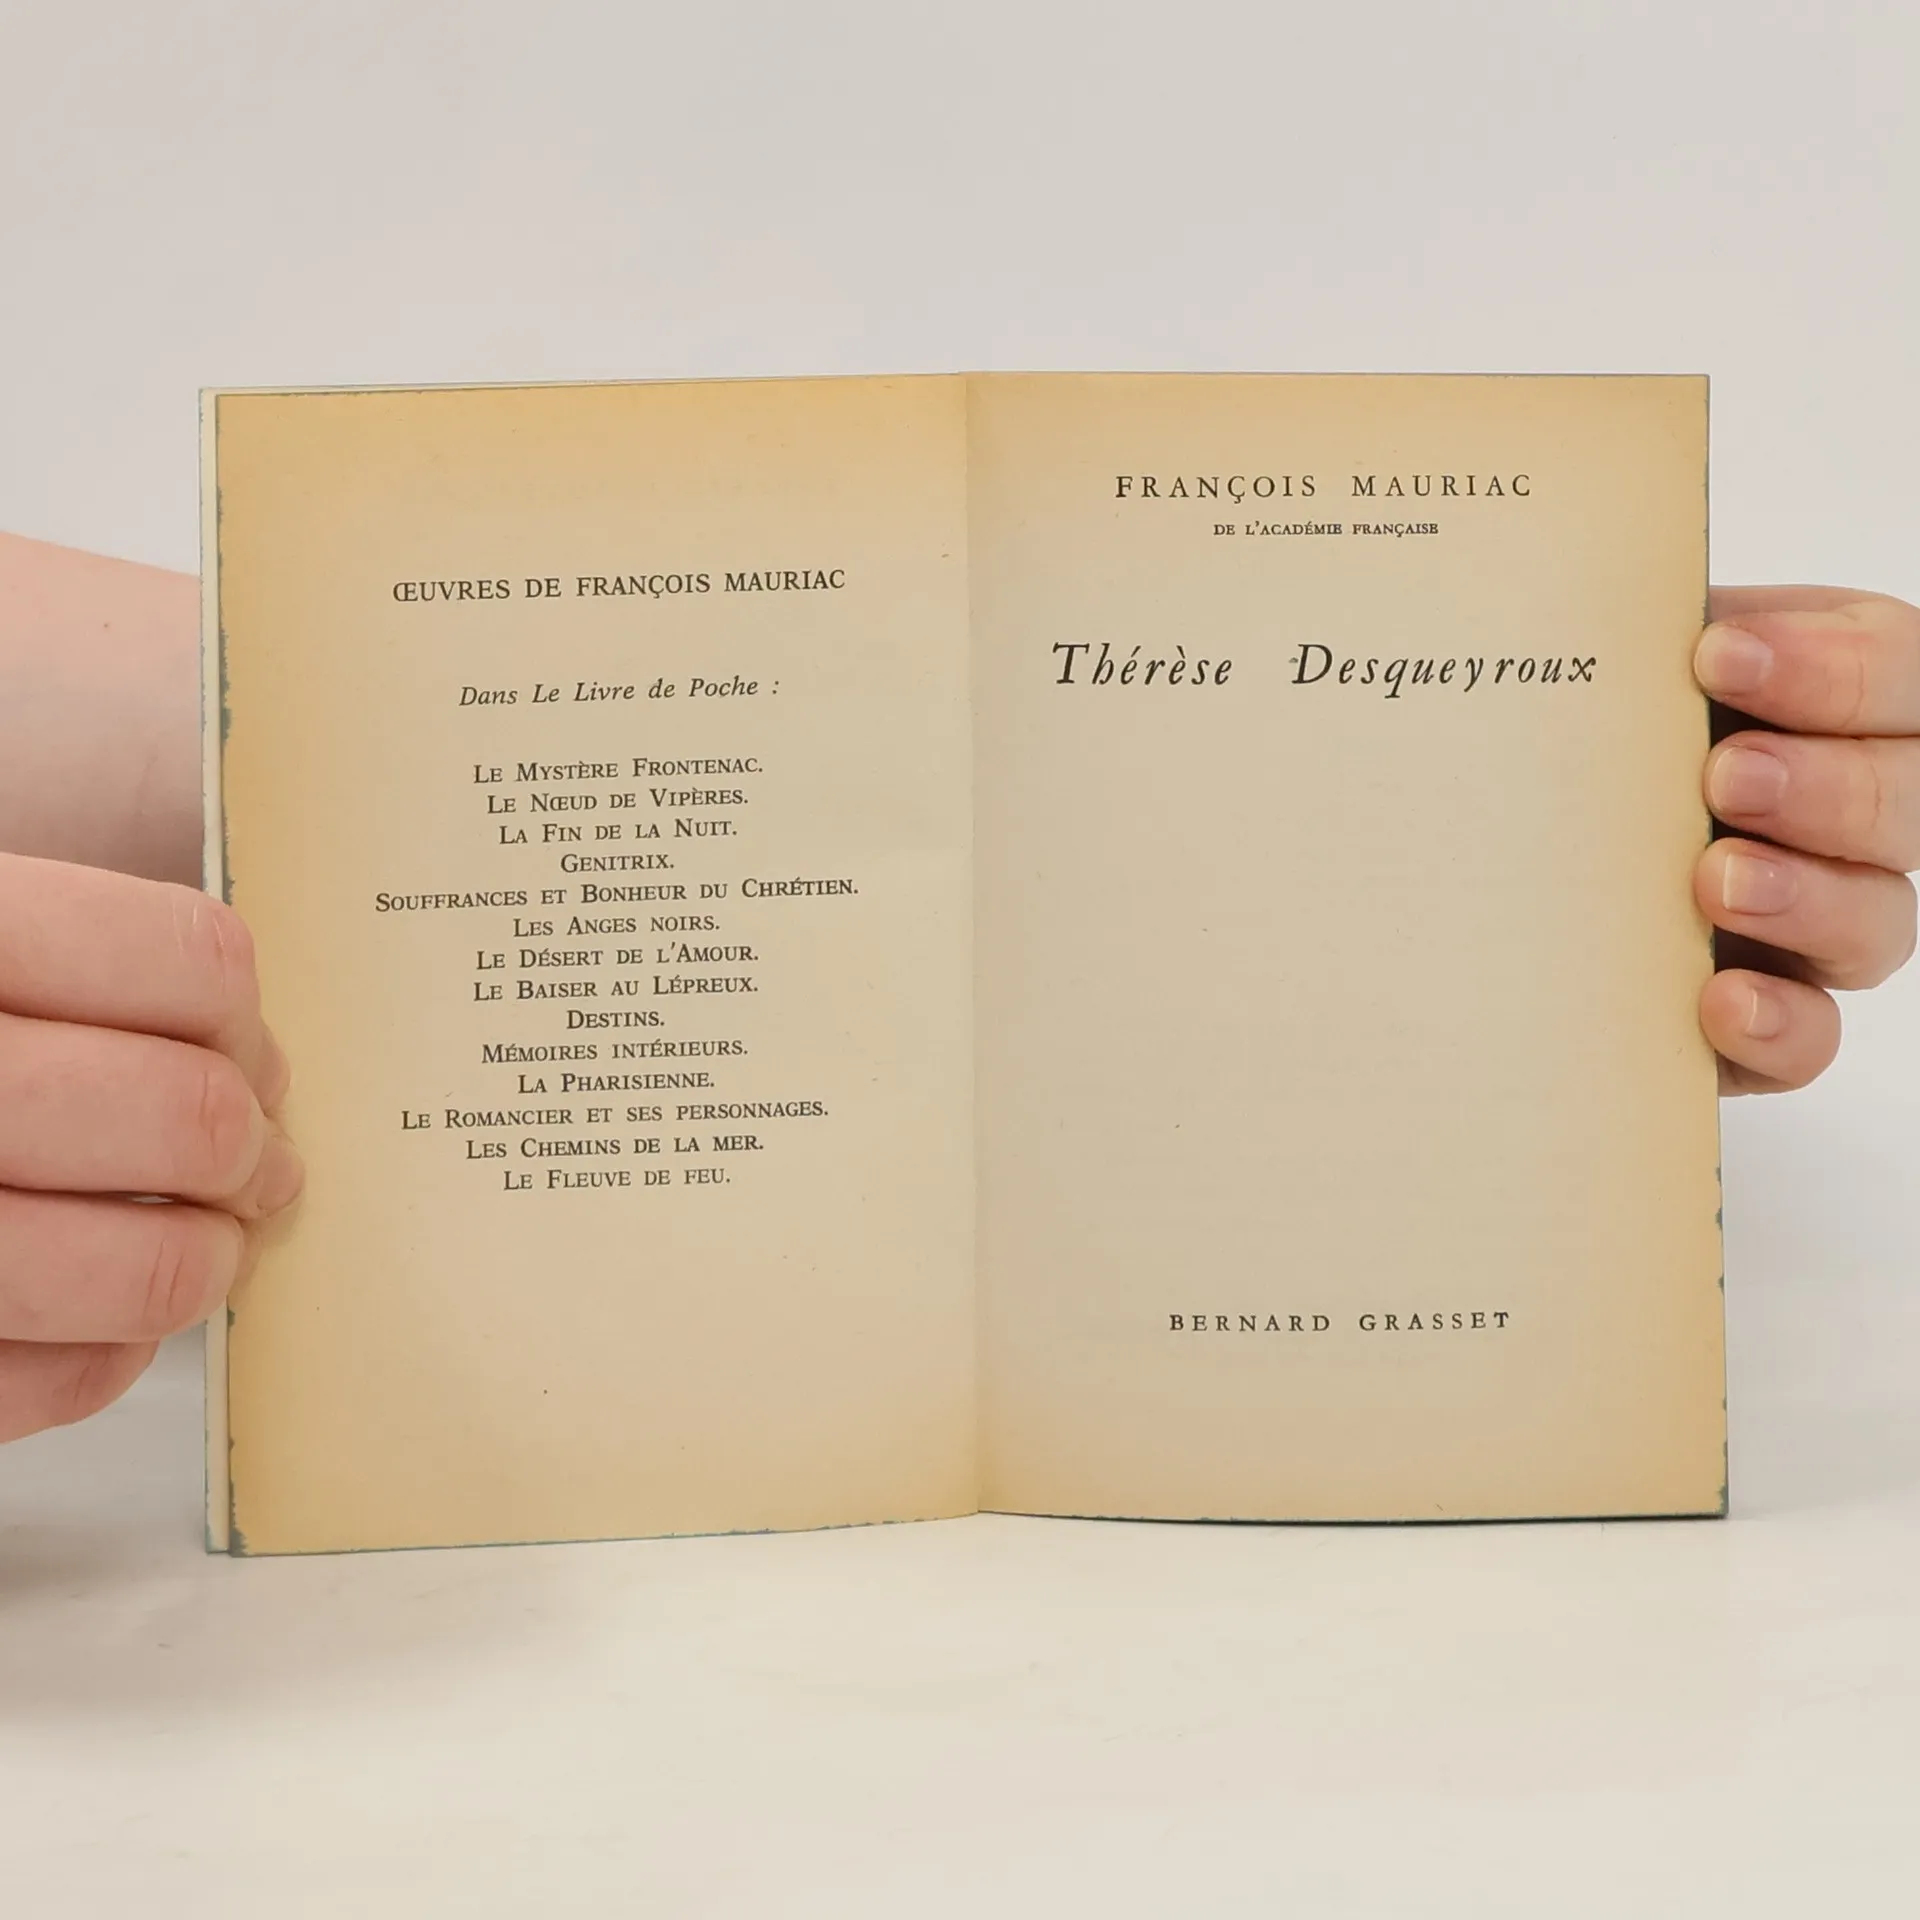 ŒUVRES DE FRANÇOIS MAURIAC
Dans Le Livre de Poche :
LE MYSTÈRE FRONTENAC.
LE NŒUD DE VIPÈRES.
LA FIN DE LA NUIT.
GENITRIX.
SOUFFRANCES ET BONHEUR DU CHRÉTIEN.
LES ANGES NOIRS.
LE DÉSERT DE L'AMOUR.
LE BAISER AU LÉPREUX.
DESTINS.
MÉMOIRES INTÉRIEURS.
LA PHARISIENNE.
LE ROMANCIER ET SES PERSONNAGES.
LES CHEMINS DE LA MER.
LE FLEUVE DE FEU.
FRANÇOIS MAURIAC
DE L'ACADÉMIE FRANÇAISE
Thérèse Desqueyroux
BERNARD GRASSET